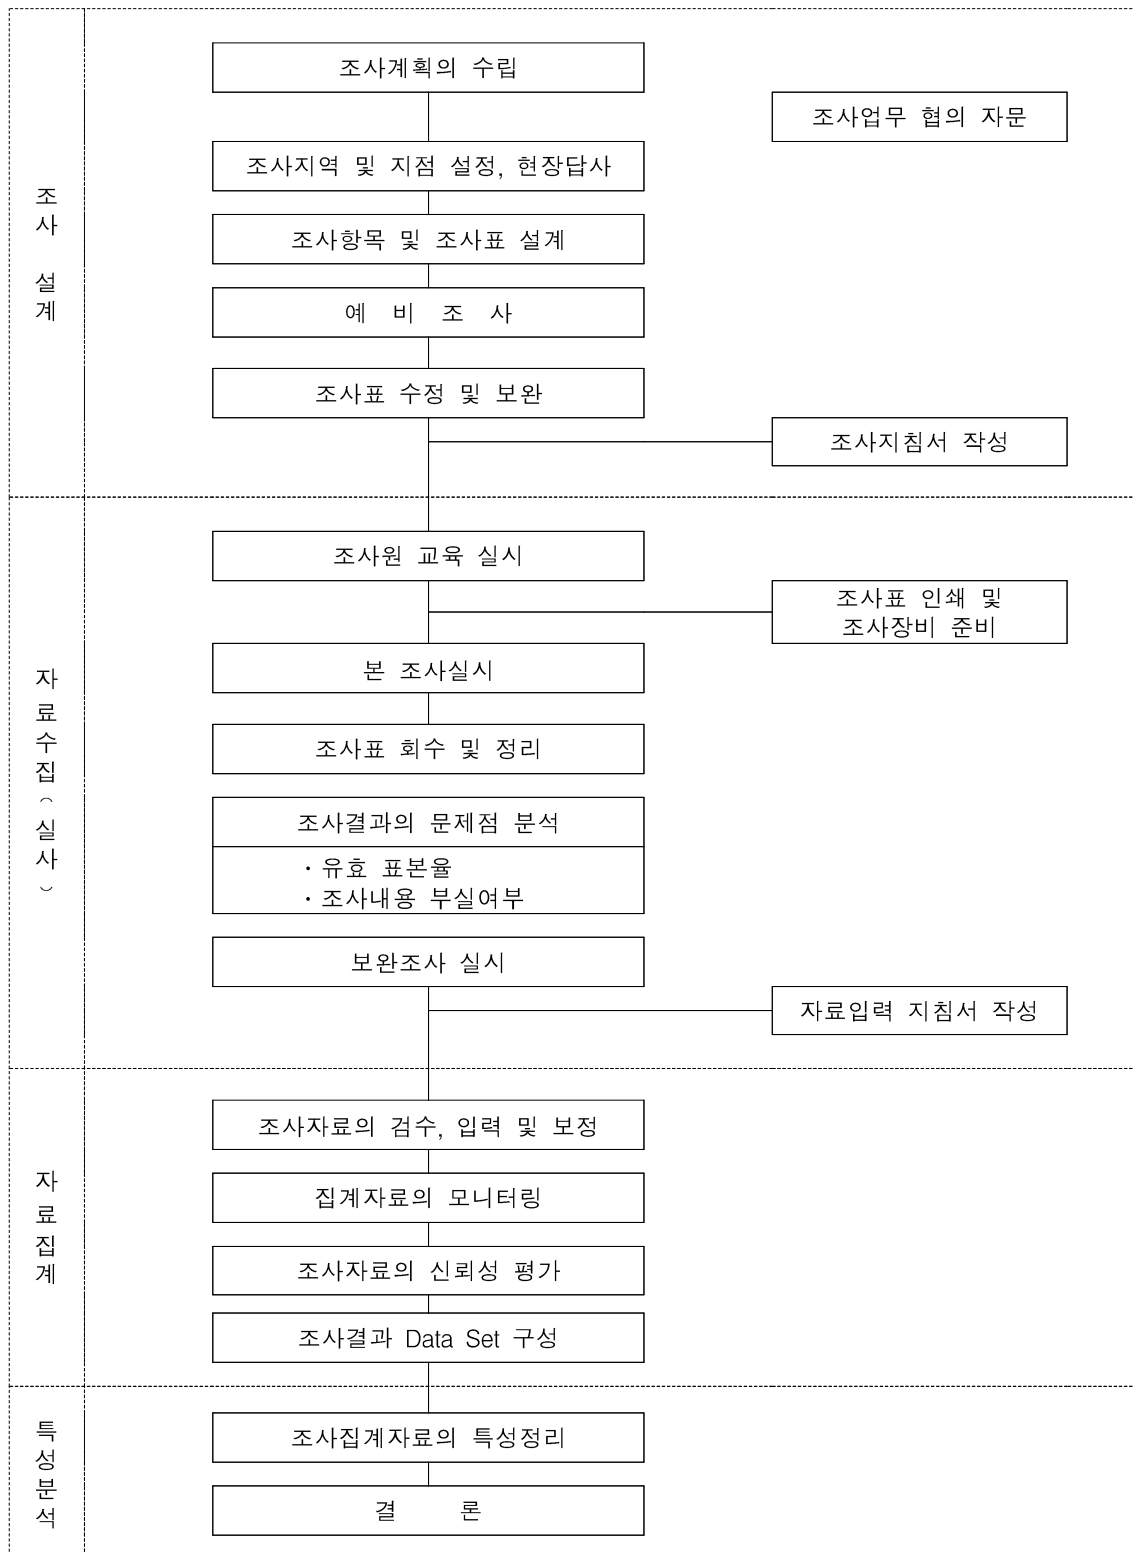 조사 설계
조사계획의 수립
조사업무 협의 자문
조사지역 및 지점 설정, 현장답사
조사항목 및 조사표 설계
예 비 조 사
조사표 수정 및 보완
조사지침서 작성
자료수집(실사)
조사원 교육 실시
조사표 인쇄 및
조사장비 준비
본 조사실시
조사표 회수 및 정리
조사결과의 문제점 분석
· 유효 표본율
· 조사내용 부실여부
보완조사 실시
자료입력 지침서 작성
자료집계
조사자료의 검수, 입력 및 보정
집계자료의 모니터링
조사자료의 신뢰성 평가
조사결과 Data Set 구성
특성분석
조사집계자료의 특성정리
결 론